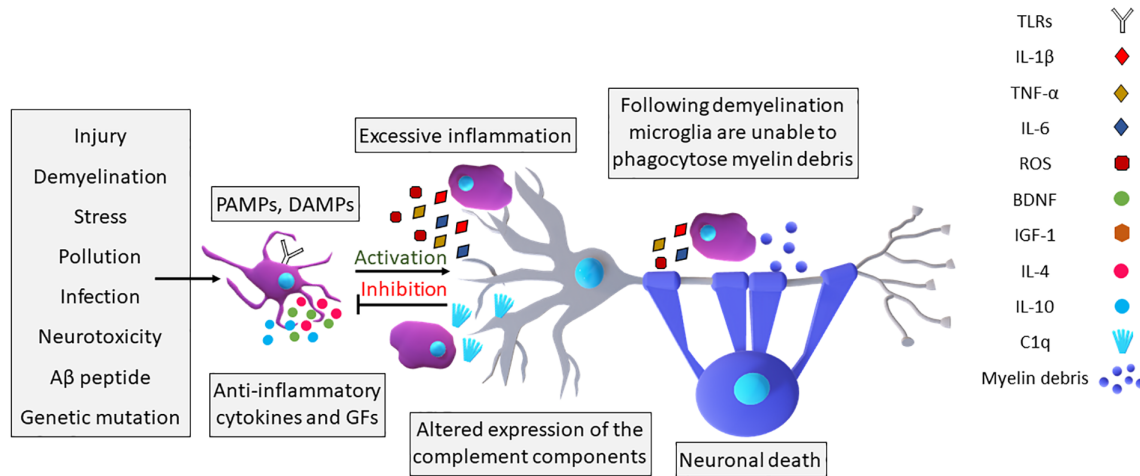 Injury
Demyelination
Stress
Pollution
Infection
Neurotoxicity
Aβ peptide
Genetic mutation
PAMPs, DAMPs
Anti-inflammatory
cytokines and GFs
Activation
Inhibition
Excessive inflammation
Altered expression of the
complement components
Following demyelination
microglia are unable to
phagocytose myelin debris
Neuronal death
TLRs
IL-1β
TNF-α
IL-6
ROS
BDNF
IGF-1
IL-4
IL-10
C1q
Myelin debris